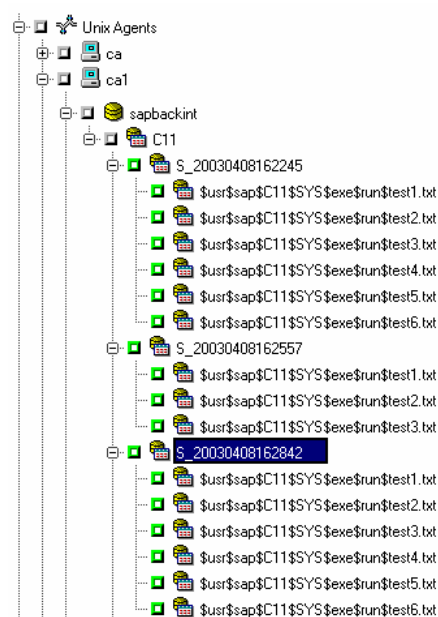 Unix Agents
ca
ca1
sapbackint
C11
S_20030408162245
$usr$sap$C11$SYS$exe$run$test1.txt
$usr$sap$C11$SYS$exe$run$test2.txt
$usr$sap$C11$SYS$exe$run$test3.txt
$usr$sap$C11$SYS$exe$run$test4.txt
$usr$sap$C11$SYS$exe$run$test5.txt
$usr$sap$C11$SYS$exe$run$test6.txt
S_20030408162557
$usr$sap$C11$SYS$exe$run$test1.txt
$usr$sap$C11$SYS$exe$run$test2.txt
$usr$sap$C11$SYS$exe$run$test3.txt
S_20030408162842
$usr$sap$C11$SYS$exe$run$test1.txt
$usr$sap$C11$SYS$exe$run$test2.txt
$usr$sap$C11$SYS$exe$run$test3.txt
$usr$sap$C11$SYS$exe$run$test4.txt
$usr$sap$C11$SYS$exe$run$test5.txt
$usr$sap$C11$SYS$exe$run$test6.txt